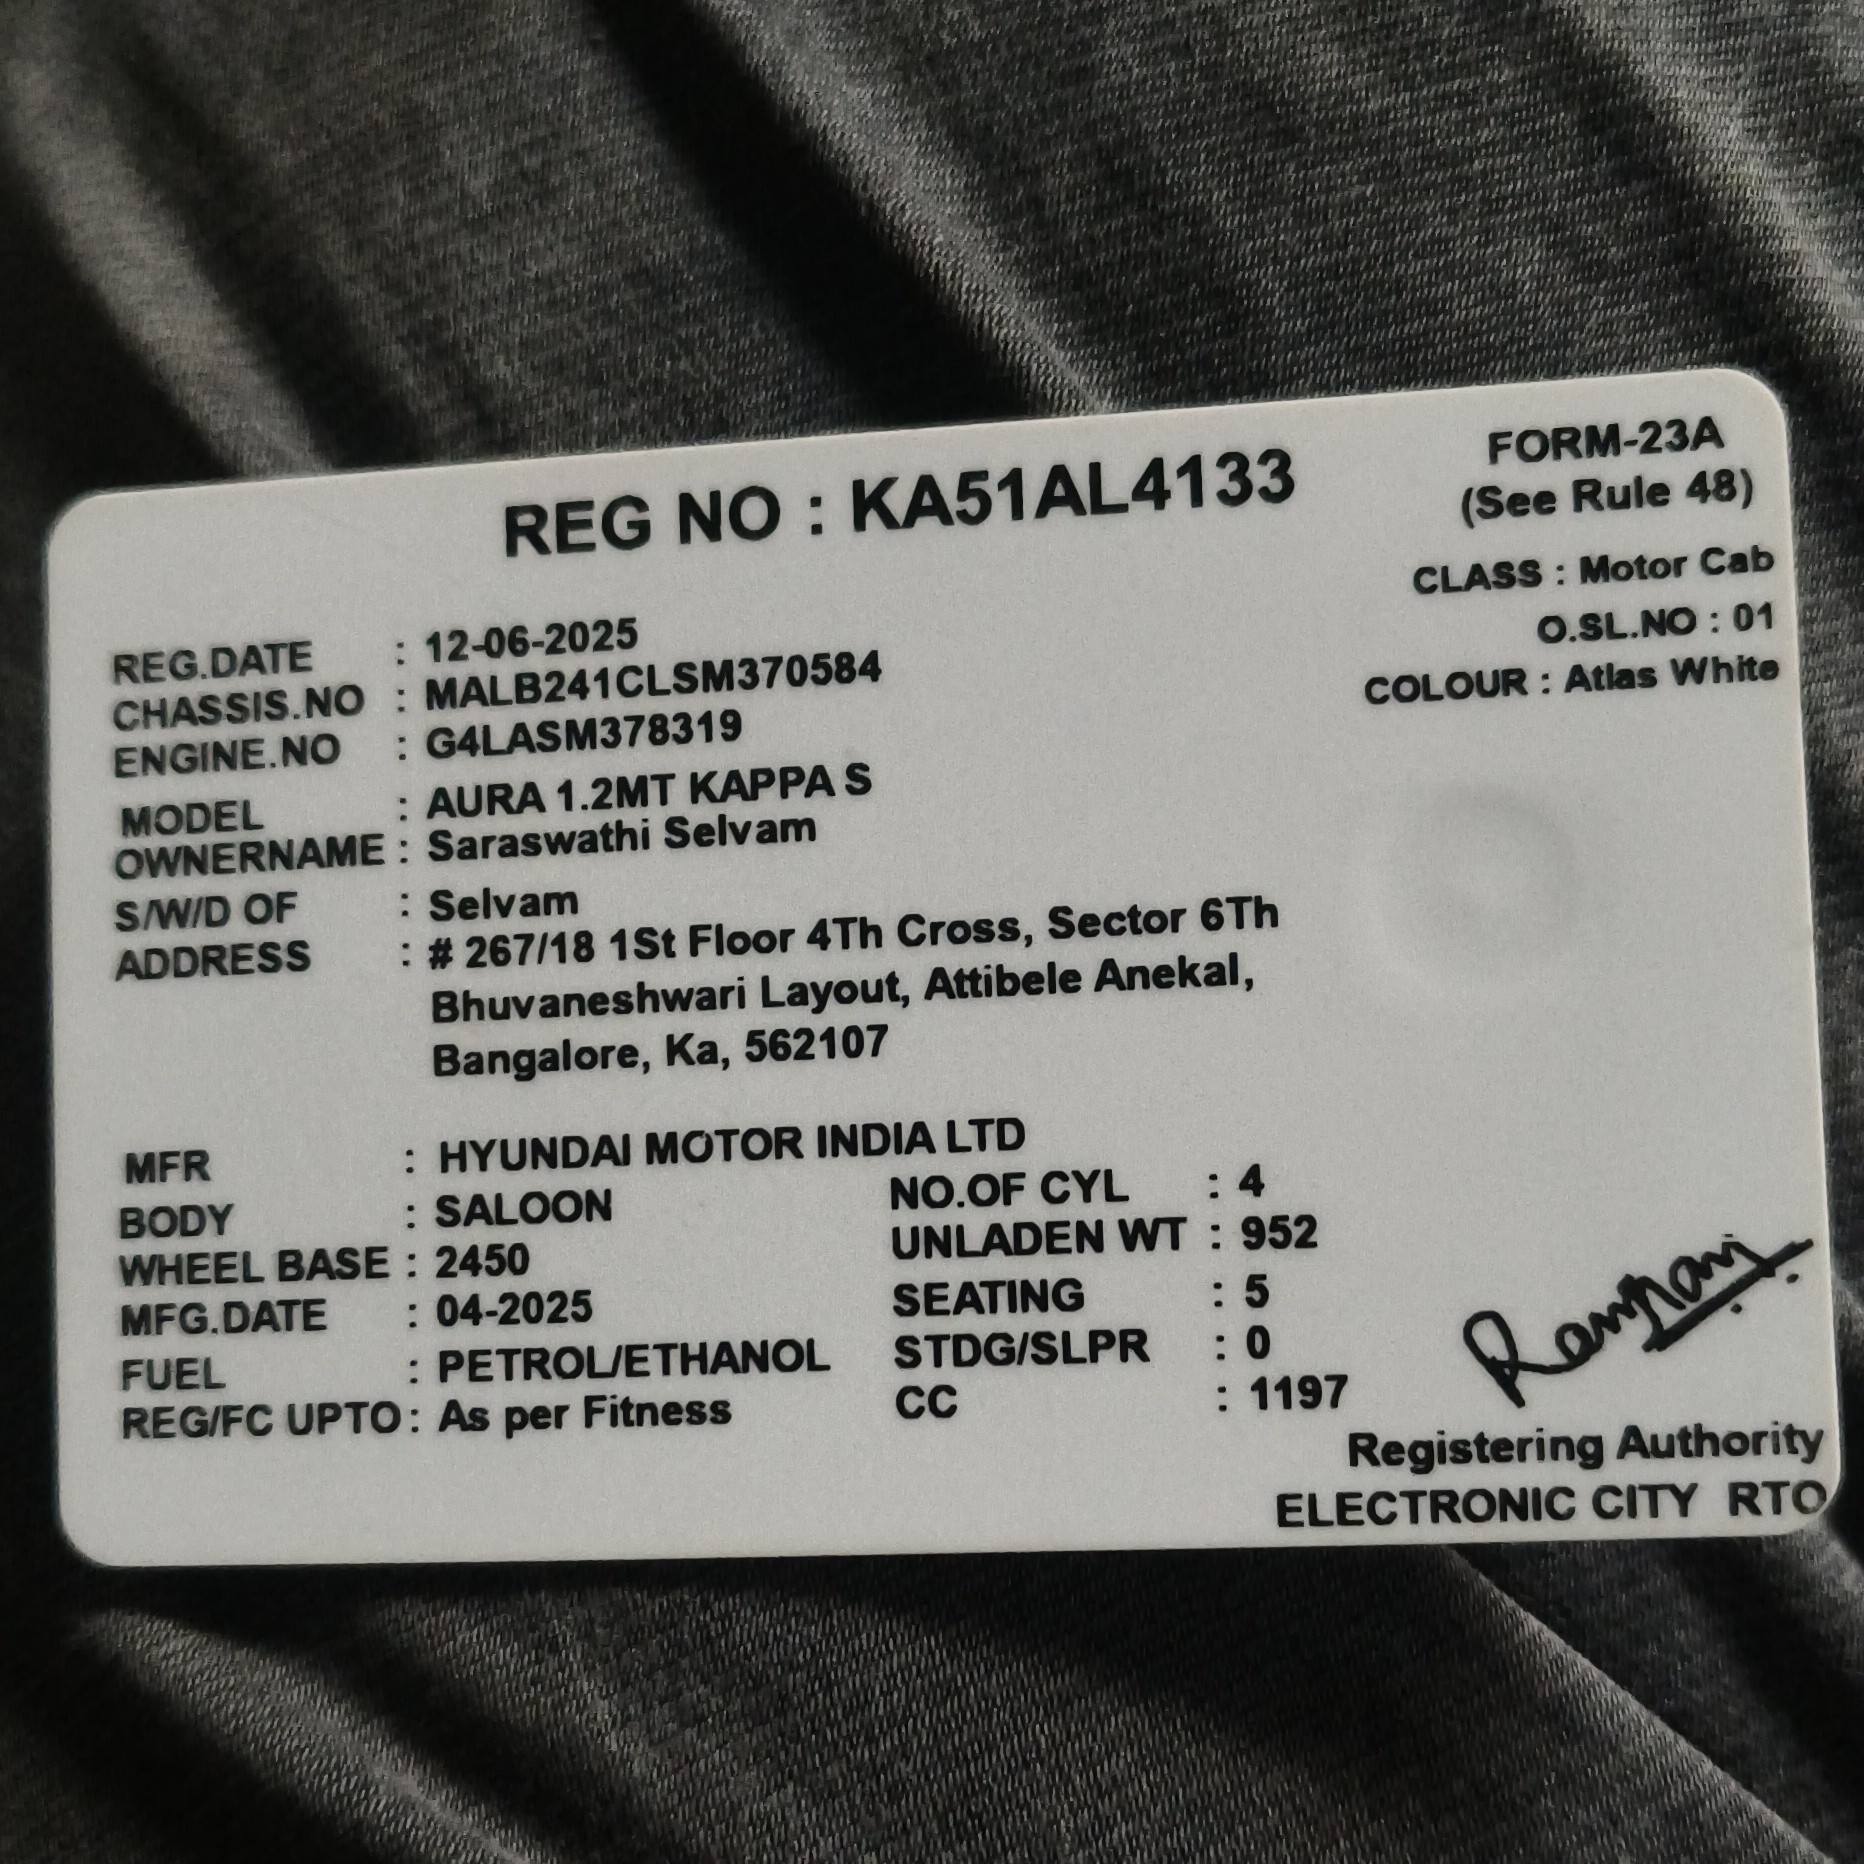 FORM-23A
(See Rule 48)
REG NO : KA51AL4133
CLASS : Motor Cab
O.SL.NO : 01
COLOUR : Atlas White
REG.DATE : 12-06-2025
CHASSIS.NO : MALB241CLSM370584
ENGINE.NO : G4LASM378319
MODEL : AURA 1.2MT KAPPA S
OWNERNAME : Saraswathi Selvam
S/W/D OF : Selvam
ADDRESS : # 267/18 1St Floor 4Th Cross, Sector 6Th
Bhuvaneshwari Layout, Attibele Anekal,
Bangalore, Ka, 562107
MFR : HYUNDAI MOTOR INDIA LTD
BODY : SALOON NO.OF CYL : 4
WHEEL BASE : 2450 UNLADEN WT : 952
MFG.DATE : 04-2025 SEATING : 5
FUEL : PETROL/ETHANOL STDG/SLPR : 0
REG/FC UPTO : As per Fitness CC : 1197
Registering Authority
ELECTRONIC CITY RTO